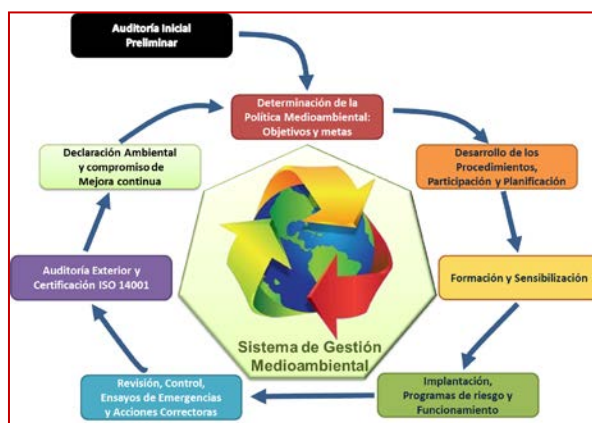 Auditoría Inicial
Preliminar
Determinación de la
Política Medioambiental:
Objetivos y metas
Desarrollo de los
Procedimientos,
Participación y Planificación
Formación y Sensibilización
Implantación,
Programas de riesgo y
Funcionamiento
Revisión, Control,
Ensayos de Emergencias
y Acciones Correctoras
Auditoría Exterior y
Certificación ISO 14001
Declaración Ambiental
y compromiso de
Mejora continua
Sistema de Gestión
Medioambiental